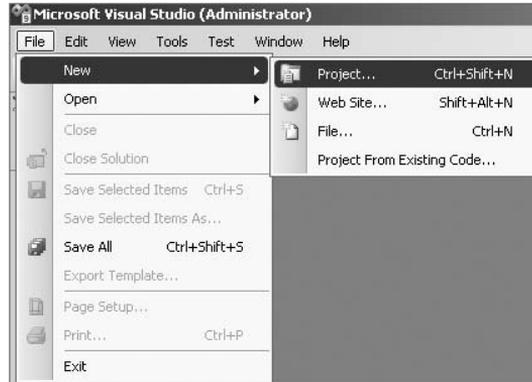 Microsoft Visual Studio (Administrator)
File Edit View Tools Test Window Help
New
Open
Close
Close Solution
Save Selected Items Ctrl+S
Save Selected Items As...
Save All Ctrl+Shift+S
Export Template...
Page Setup...
Print... Ctrl+P
Exit
Project... Ctrl+Shift+N
Web Site... Shift+Alt+N
File... Ctrl+N
Project From Existing Code...